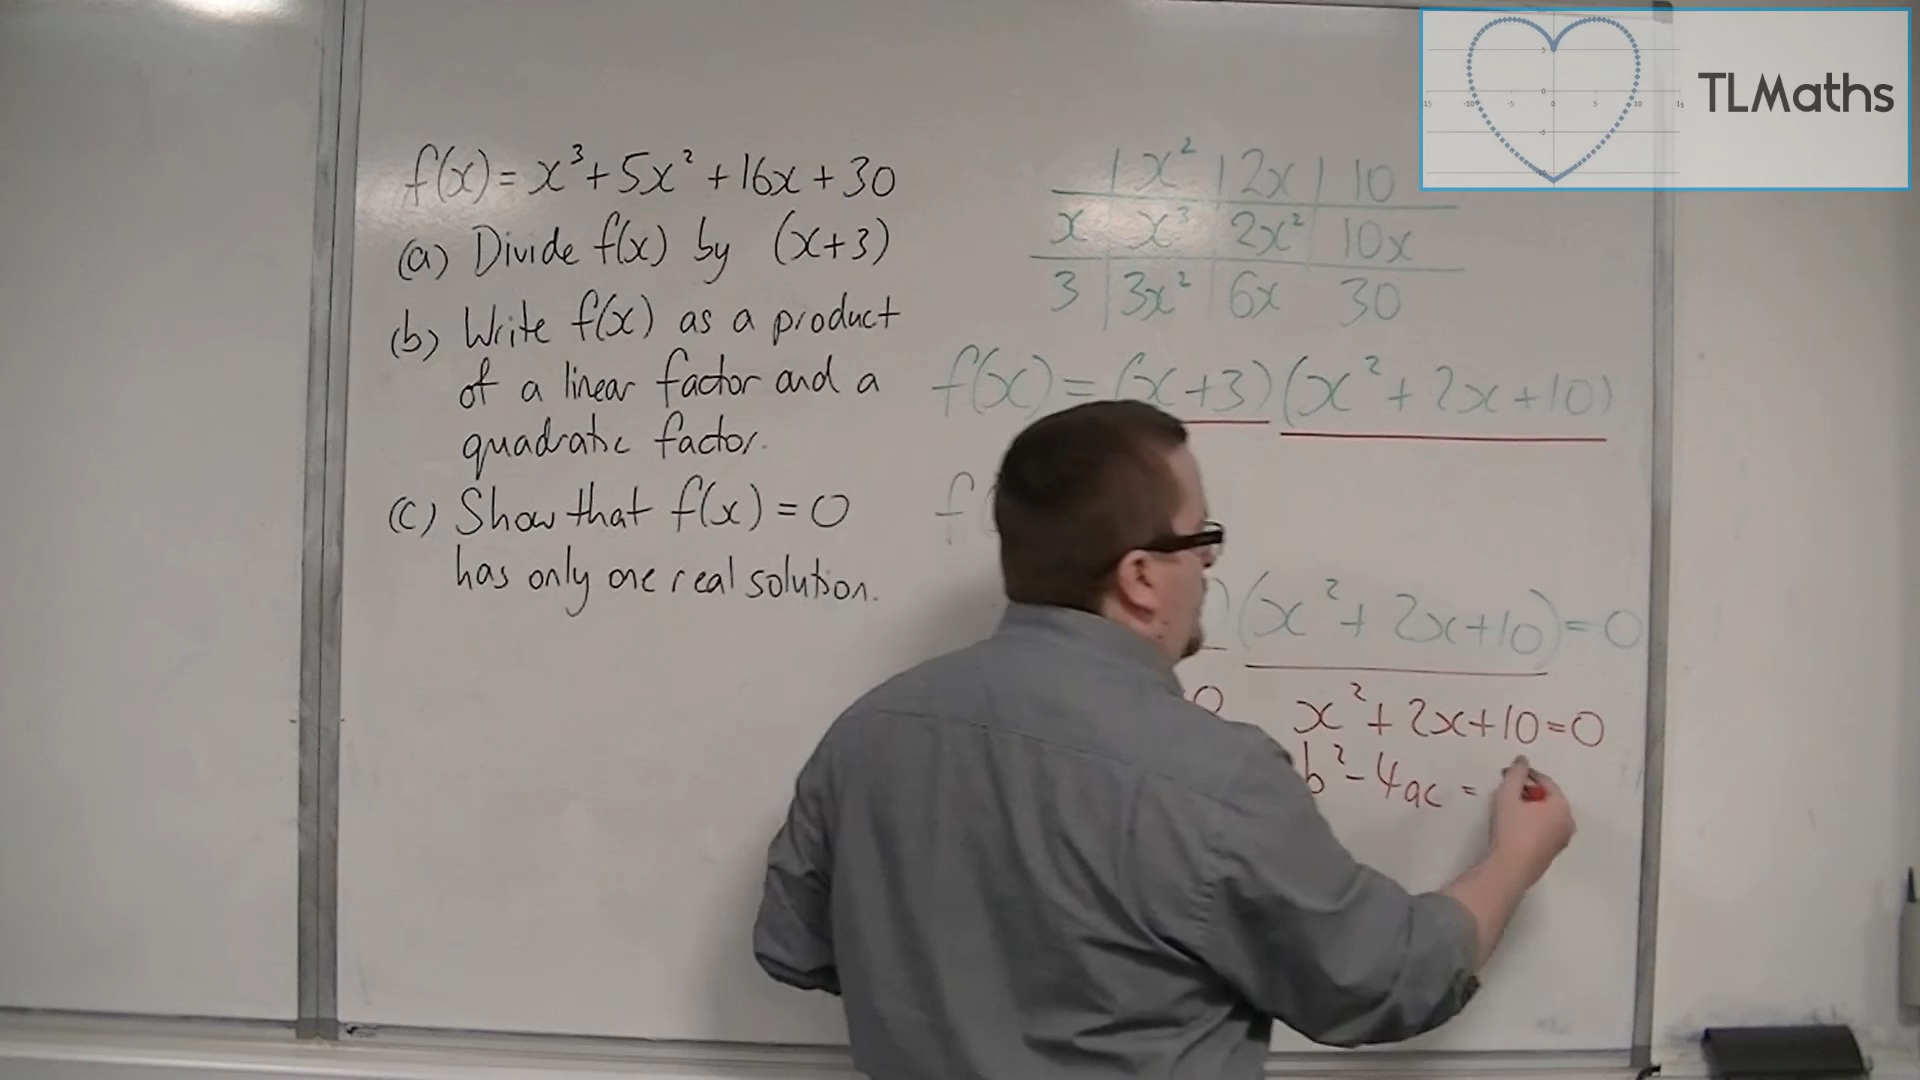 f(x) = x³ + 5x² + 16x + 30
(a) Divide f(x) by (x+3)
(b) Write f(x) as a product
of a linear factor and a
quadratic factor.
(c) Show that f(x) = 0
has only one real solution.
x² | 2x | 10
x | x³ | 2x² | 10x
3 | 3x² | 6x | 30
f(x) = (x+3)(x² + 2x + 10)
f(
)(x² + 2x + 10) = 0
0 x² + 2x + 10 = 0
b² - 4ac =
TLMaths